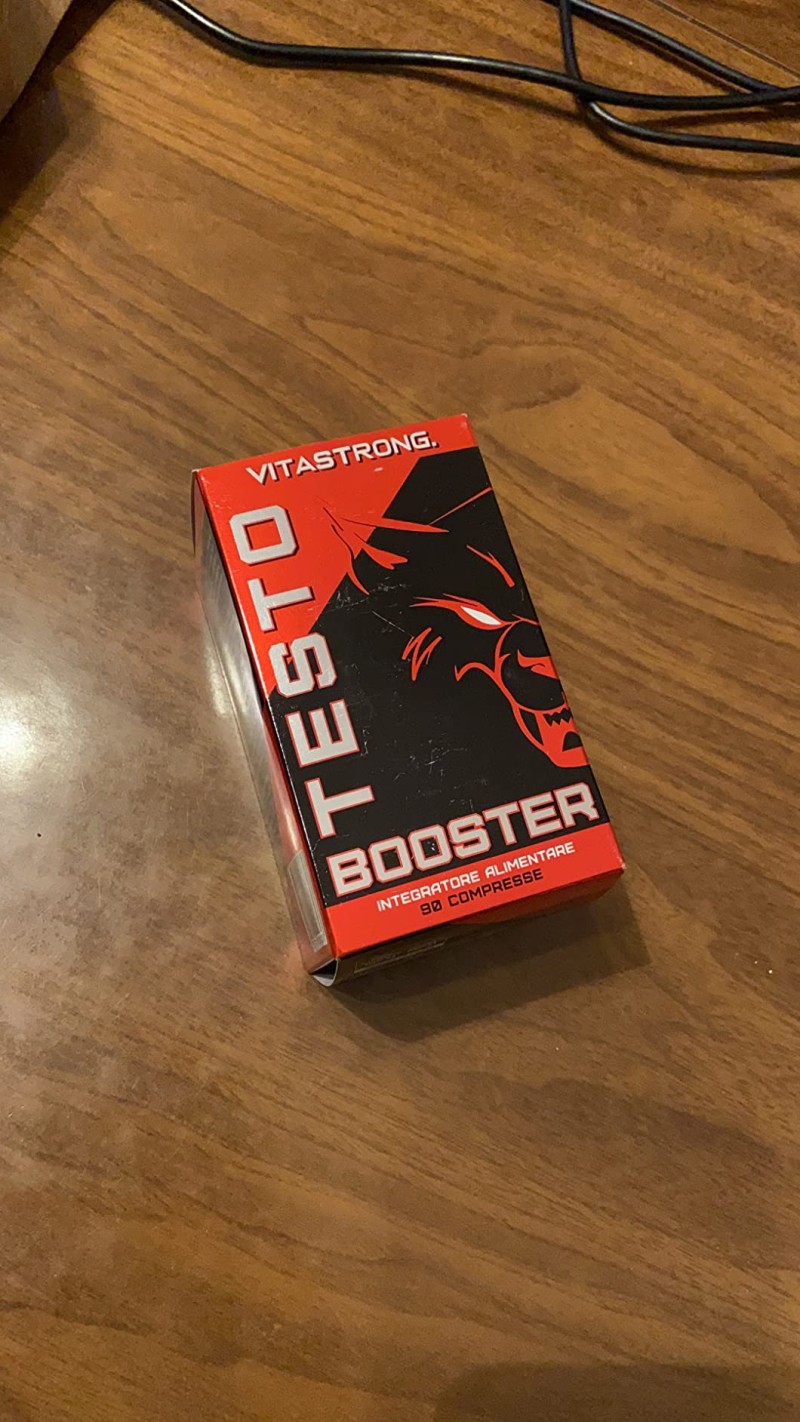 VITASTRONG.
TESTO
BOOSTER
INTEGRATORE ALIMENTARE
90 COMPRESSE